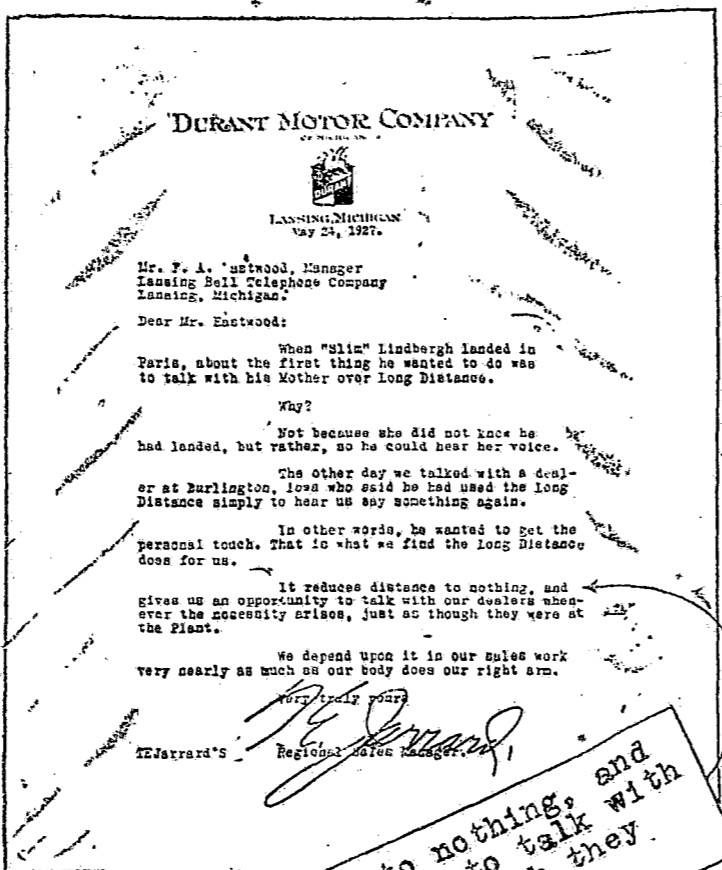 DURANT MOTOR COMPANY
OF MICHIGAN
DURANT
LANSING, MICHIGAN
May 24, 1927.
Mr. F. A. Eastwood, Manager
Lansing Bell Telephone Company
Lansing, Michigan.
Dear Mr. Eastwood:
When "Slim" Lindbergh landed in
Paris, about the first thing he wanted to do was
to talk with his Mother over Long Distance.
Why?
Not because she did not know he
had landed, but rather, so he could hear her voice.
The other day we talked with a deal-
er at Burlington, Iowa who said he had used the Long
Distance simply to hear us say something again.
In other words, he wanted to get the
personal touch. That is what we find the Long Distance
does for us.
It reduces distance to nothing, and
gives us an opportunity to talk with our dealers when-
ever the necessity arises, just as though they were at
the Plant.
We depend upon it in our sales work
very nearly as much as our body does our right arm.
Very truly yours
TEJarrard
TEJarrard*S Regional Sales Manager.
to nothing, and
to talk with
they